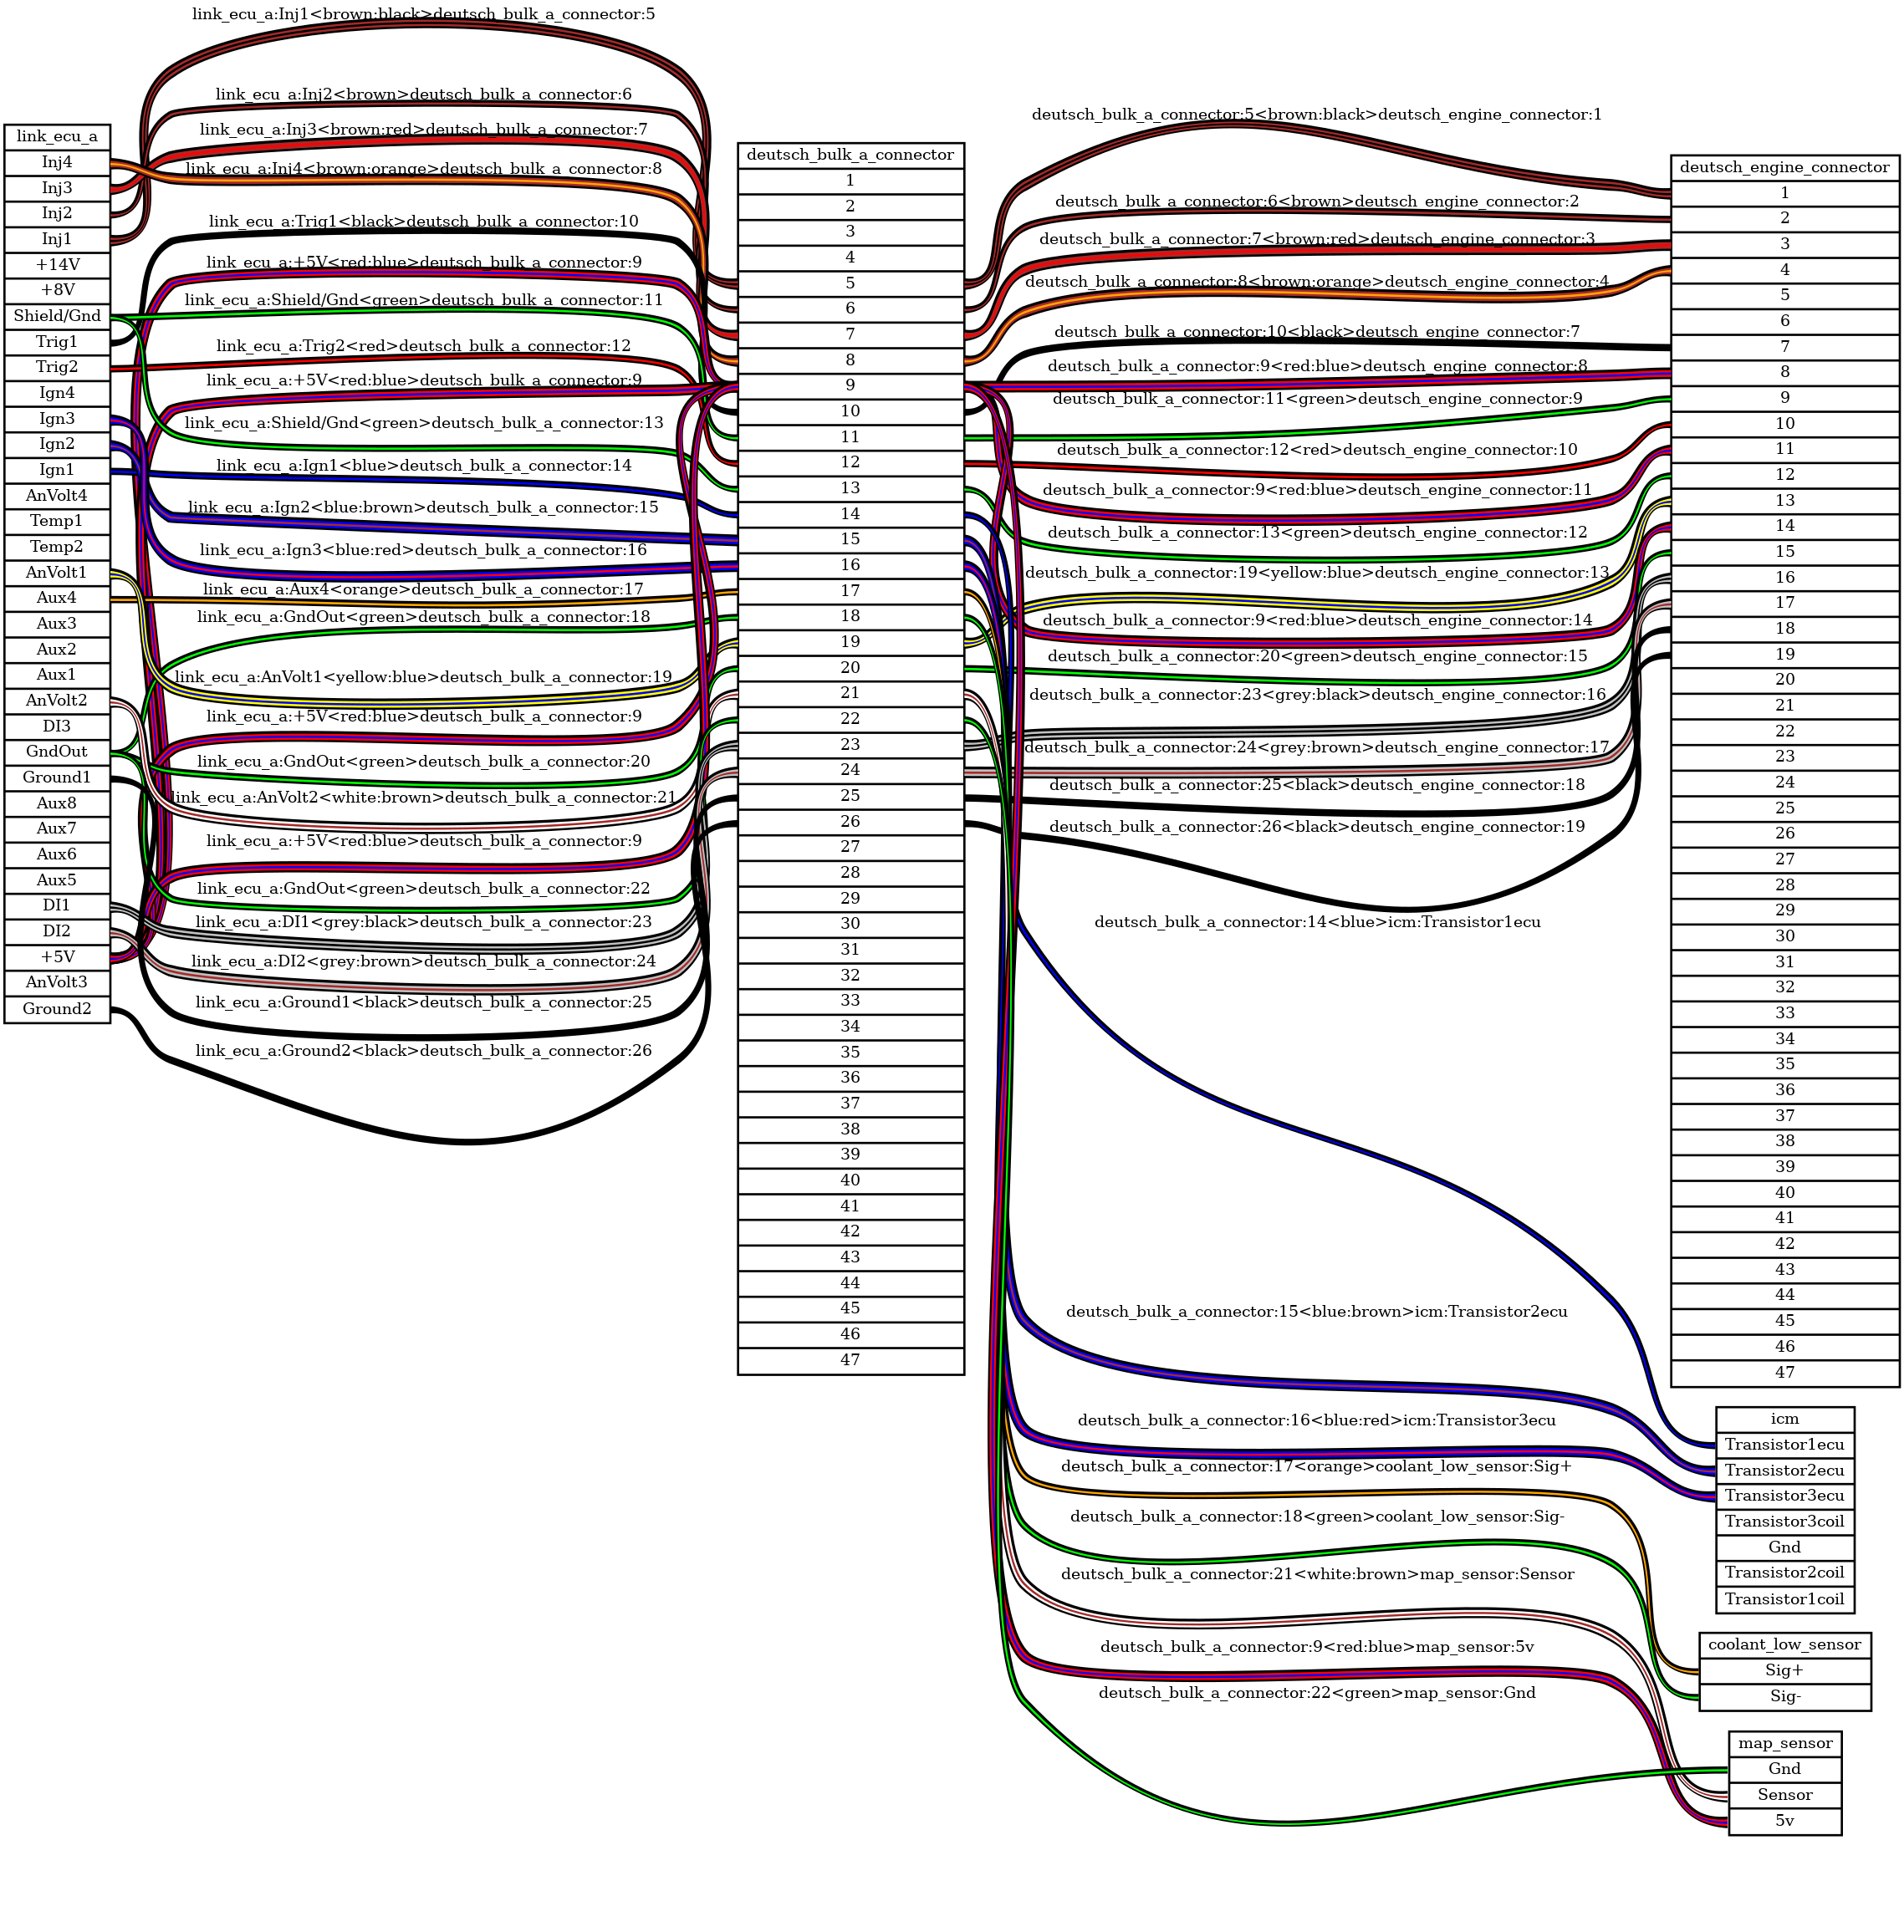 link_ecu_a
Inj4
Inj3
Inj2
Inj1
+14V
+8V
Shield/Gnd
Trig1
Trig2
Ign4
Ign3
Ign2
Ign1
AnVolt4
Temp1
Temp2
AnVolt1
Aux4
Aux3
Aux2
Aux1
AnVolt2
DI3
GndOut
Ground1
Aux8
Aux7
Aux6
Aux5
DI1
DI2
+5V
AnVolt3
Ground2
link_ecu_a:Inj1<brown:black>deutsch_bulk_a_connector:5
link_ecu_a:Inj2<brown>deutsch_bulk_a_connector:6
link_ecu_a:Inj3<brown:red>deutsch_bulk_a_connector:7
link_ecu_a:Inj4<brown:orange>deutsch_bulk_a_connector:8
link_ecu_a:Trig1<black>deutsch_bulk_a_connector:10
link_ecu_a:+5V<red:blue>deutsch_bulk_a_connector:9
link_ecu_a:Shield/Gnd<green>deutsch_bulk_a_connector:11
link_ecu_a:Trig2<red>deutsch_bulk_a_connector:12
link_ecu_a:+5V<red:blue>deutsch_bulk_a_connector:9
link_ecu_a:Shield/Gnd<green>deutsch_bulk_a_connector:13
link_ecu_a:Ign1<blue>deutsch_bulk_a_connector:14
link_ecu_a:Ign2<blue:brown>deutsch_bulk_a_connector:15
link_ecu_a:Ign3<blue:red>deutsch_bulk_a_connector:16
link_ecu_a:Aux4<orange>deutsch_bulk_a_connector:17
link_ecu_a:GndOut<green>deutsch_bulk_a_connector:18
link_ecu_a:AnVolt1<yellow:blue>deutsch_bulk_a_connector:19
link_ecu_a:+5V<red:blue>deutsch_bulk_a_connector:9
link_ecu_a:GndOut<green>deutsch_bulk_a_connector:20
link_ecu_a:AnVolt2<white:brown>deutsch_bulk_a_connector:21
link_ecu_a:+5V<red:blue>deutsch_bulk_a_connector:9
link_ecu_a:GndOut<green>deutsch_bulk_a_connector:22
link_ecu_a:DI1<grey:black>deutsch_bulk_a_connector:23
link_ecu_a:DI2<grey:brown>deutsch_bulk_a_connector:24
link_ecu_a:Ground1<black>deutsch_bulk_a_connector:25
link_ecu_a:Ground2<black>deutsch_bulk_a_connector:26
deutsch_bulk_a_connector
1
2
3
4
5
6
7
8
9
10
11
12
13
14
15
16
17
18
19
20
21
22
23
24
25
26
27
28
29
30
31
32
33
34
35
36
37
38
39
40
41
42
43
44
45
46
47
deutsch_bulk_a_connector:5<brown:black>deutsch_engine_connector:1
deutsch_bulk_a_connector:6<brown>deutsch_engine_connector:2
deutsch_bulk_a_connector:7<brown:red>deutsch_engine_connector:3
deutsch_bulk_a_connector:8<brown:orange>deutsch_engine_connector:4
deutsch_bulk_a_connector:10<black>deutsch_engine_connector:7
deutsch_bulk_a_connector:9<red:blue>deutsch_engine_connector:8
deutsch_bulk_a_connector:11<green>deutsch_engine_connector:9
deutsch_bulk_a_connector:12<red>deutsch_engine_connector:10
deutsch_bulk_a_connector:9<red:blue>deutsch_engine_connector:11
deutsch_bulk_a_connector:13<green>deutsch_engine_connector:12
deutsch_bulk_a_connector:19<yellow:blue>deutsch_engine_connector:13
deutsch_bulk_a_connector:9<red:blue>deutsch_engine_connector:14
deutsch_bulk_a_connector:20<green>deutsch_engine_connector:15
deutsch_bulk_a_connector:23<grey:black>deutsch_engine_connector:16
deutsch_bulk_a_connector:24<grey:brown>deutsch_engine_connector:17
deutsch_bulk_a_connector:25<black>deutsch_engine_connector:18
deutsch_bulk_a_connector:26<black>deutsch_engine_connector:19
deutsch_bulk_a_connector:14<blue>icm:Transistor1ecu
deutsch_bulk_a_connector:15<blue:brown>icm:Transistor2ecu
deutsch_bulk_a_connector:16<blue:red>icm:Transistor3ecu
deutsch_bulk_a_connector:17<orange>coolant_low_sensor:Sig+
deutsch_bulk_a_connector:18<green>coolant_low_sensor:Sig-
deutsch_bulk_a_connector:21<white:brown>map_sensor:Sensor
deutsch_bulk_a_connector:9<red:blue>map_sensor:5v
deutsch_bulk_a_connector:22<green>map_sensor:Gnd
deutsch_engine_connector
1
2
3
4
5
6
7
8
9
10
11
12
13
14
15
16
17
18
19
20
21
22
23
24
25
26
27
28
29
30
31
32
33
34
35
36
37
38
39
40
41
42
43
44
45
46
47
icm
Transistor1ecu
Transistor2ecu
Transistor3ecu
Transistor3coil
Gnd
Transistor2coil
Transistor1coil
coolant_low_sensor
Sig+
Sig-
map_sensor
Gnd
Sensor
5v